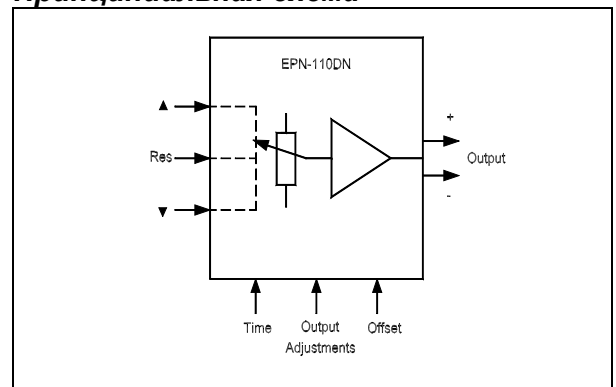 Принципиальная схема
EPN-110DN
▲
+
Res
Output
▼
-
Time Output Offset
Adjustments